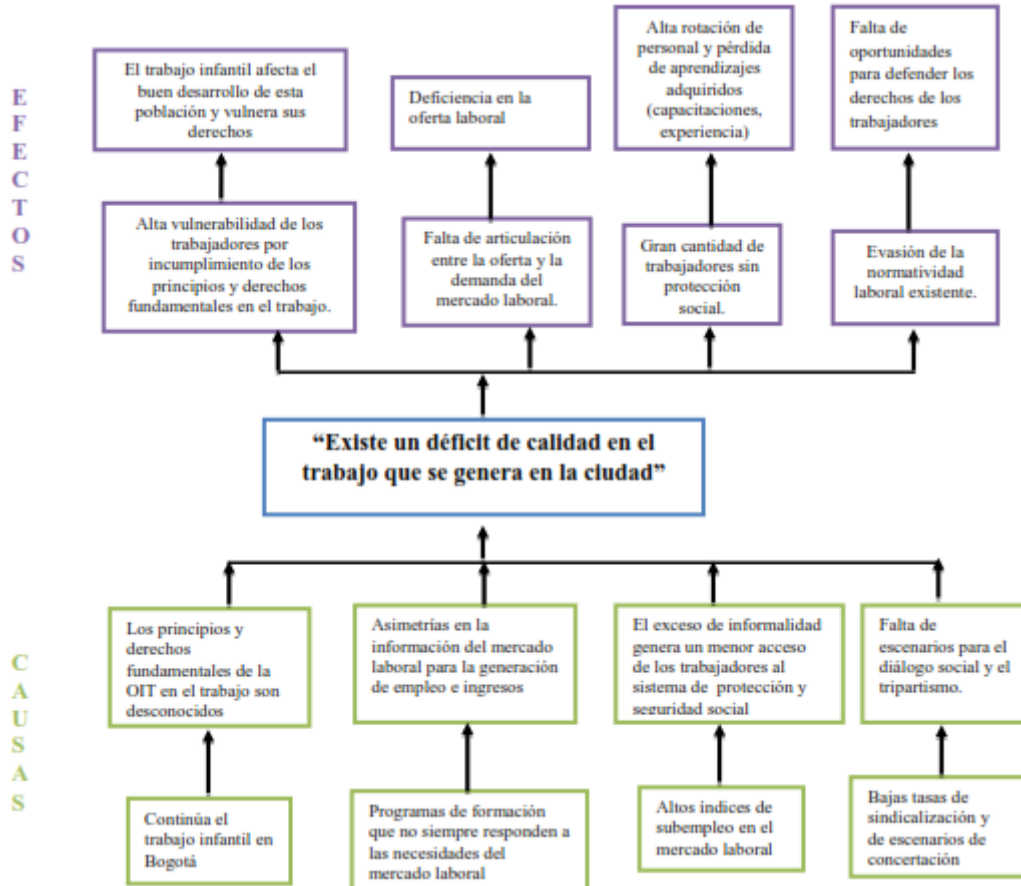 EFECTOS
El trabajo infantil afecta el
buen desarrollo de esta
población y vulnera sus
derechos
Deficiencia en la
oferta laboral
Alta rotación de
personal y pérdida
de aprendizajes
adquiridos
(capacitaciones,
experiencia)
Falta de
oportunidades
para defender los
derechos de los
trabajadores
Alta vulnerabilidad de los
trabajadores por
incumplimiento de los
principios y derechos
fundamentales en el trabajo.
Falta de articulación
entre la oferta y la
demanda del
mercado laboral.
Gran cantidad de
trabajadores sin
protección
social.
Evasión de la
normatividad
laboral existente.
“Existe un déficit de calidad en el
trabajo que se genera en la ciudad”
CAUSAS
Los principios y
derechos
fundamentales de la
OIT en el trabajo son
desconocidos
Asimetrías en la
información del mercado
laboral para la generación
de empleo e ingresos
El exceso de informalidad
genera un menor acceso
de los trabajadores al
sistema de protección y
seguridad social
Falta de
escenarios para el
diálogo social y el
tripartismo.
Continúa el
trabajo infantil en
Bogotá
Programas de formación
que no siempre responden a
las necesidades del
mercado laboral
Altos índices de
subempleo en el
mercado laboral
Bajas tasas de
sindicalización y
de escenarios de
concertación